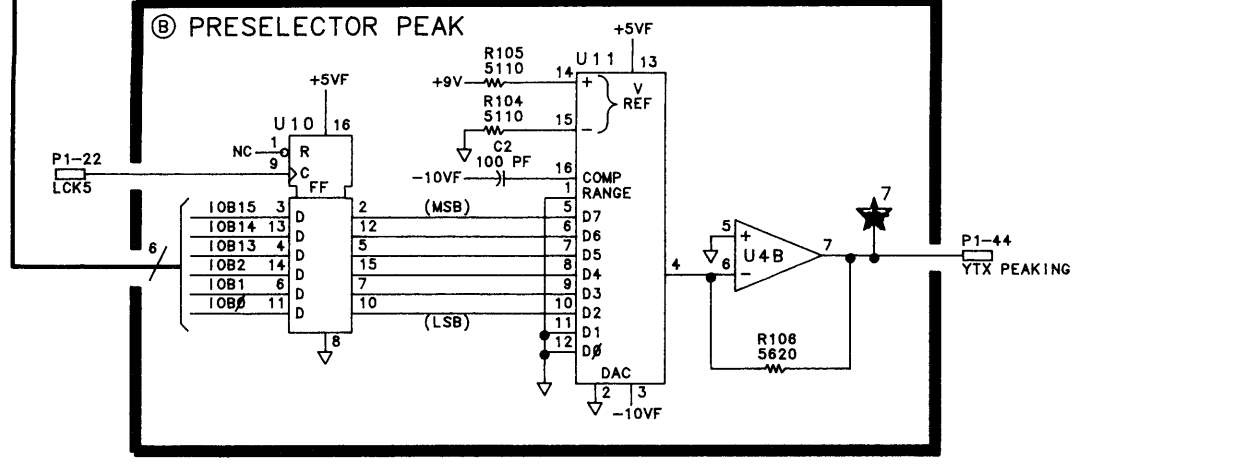 Ⓑ PRESELECTOR PEAK
+5VF
U11
13
R105
5110
+9V
14
+
V
REF
R104
5110
15
−
C2
100 PF
-10VF
16
COMP
1
RANGE
+5VF
U10
16
NC
1
R
P1-22
LCK5
9
C
FF
6
IOB15 3 D 2 (MSB) 5 D7
IOB14 13 D 12 6 D6
IOB13 4 D 5 7 D5
IOB2 14 D 15 8 D4
IOB1 6 D 7 9 D3
IOBØ 11 D 10 10 D2
(LSB)
11 D1
12 DØ
8
DAC
2
3
-10VF
4
5
+
U4B
6
−
7
7
P1-44
YTX PEAKING
R106
5620